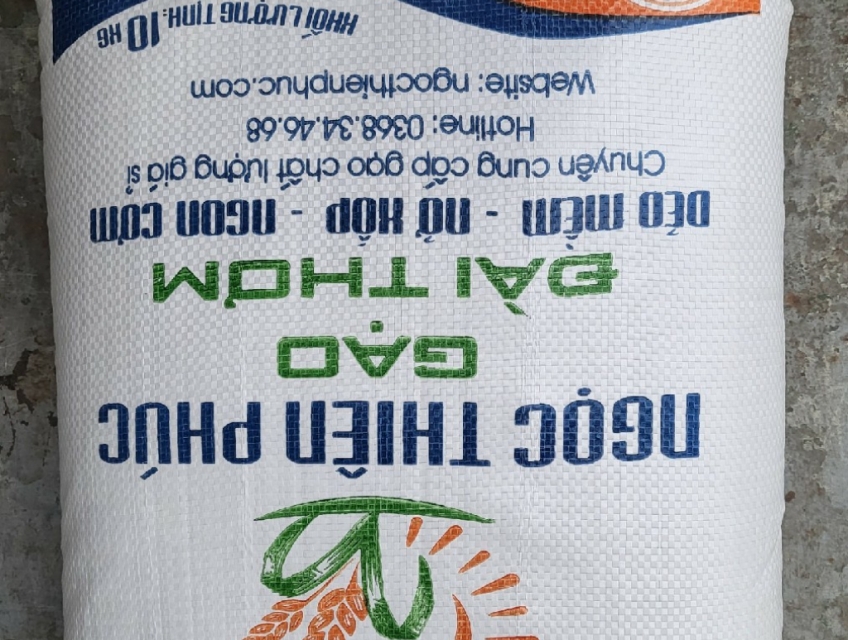 NGỌC THIÊN PHÚC
GẠO
ĐÀI THƠM
DẺO MỀM - NỞ XỐP - NGON CƠM
Chuyên cung cấp gạo chất lượng giá sỉ
Hotline: 0368.34.46.68
Website: ngocthienphuc.com
KHỐI LƯỢNG TỊNH: 10 KG